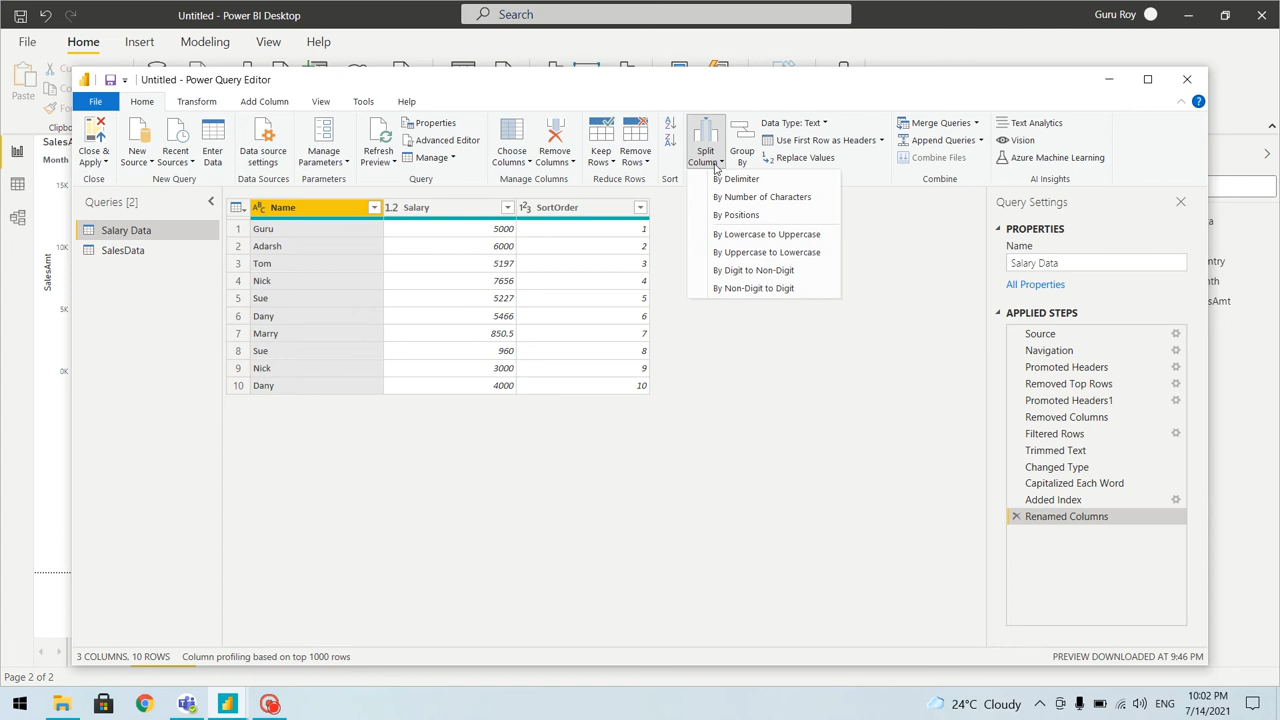 Untitled - Power BI Desktop
Search
Guru Roy
File
Home
Insert
Modeling
View
Help
Paste
Cu
Clipbo
Untitled - Power Query Editor
File
Home
Transform
Add Column
View
Tools
Help
Close &
Apply
Close
New
Source
Recent
Sources
Enter
Data
New Query
Data source
settings
Data Sources
Manage
Parameters
Parameters
Refresh
Preview
Properties
Advanced Editor
Manage
Query
Choose
Columns
Remove
Columns
Manage Columns
Keep
Rows
Remove
Rows
Reduce Rows
Sort
Split
Column
Group
By
Data Type: Text
Use First Row as Headers
Replace Values
Merge Queries
Append Queries
Combine Files
Combine
Text Analytics
Vision
Azure Machine Learning
AI Insights
By Delimiter
By Number of Characters
By Positions
By Lowercase to Uppercase
By Uppercase to Lowercase
By Digit to Non-Digit
By Non-Digit to Digit
Queries [2]
Salary Data
SalesData
Name
1.2 Salary
SortOrder
1 Guru 5000 1
2 Adarsh 6000 2
3 Tom 5197 3
4 Nick 7656 4
5 Sue 5227 5
6 Dany 5466 6
7 Marry 850.5 7
8 Sue 960 8
9 Nick 3000 9
10 Dany 4000 10
Query Settings
PROPERTIES
Name
Salary Data
All Properties
APPLIED STEPS
Source
Navigation
Promoted Headers
Removed Top Rows
Promoted Headers1
Removed Columns
Filtered Rows
Trimmed Text
Changed Type
Capitalized Each Word
Added Index
Renamed Columns
SalesA
Month
15K
10K
5K
0K
SalesAmt
untry
esAmt
3 COLUMNS, 10 ROWS
Column profiling based on top 1000 rows
PREVIEW DOWNLOADED AT 9:46 PM
Page 2 of 2
24°C Cloudy
ENG
10:02 PM
7/14/2021